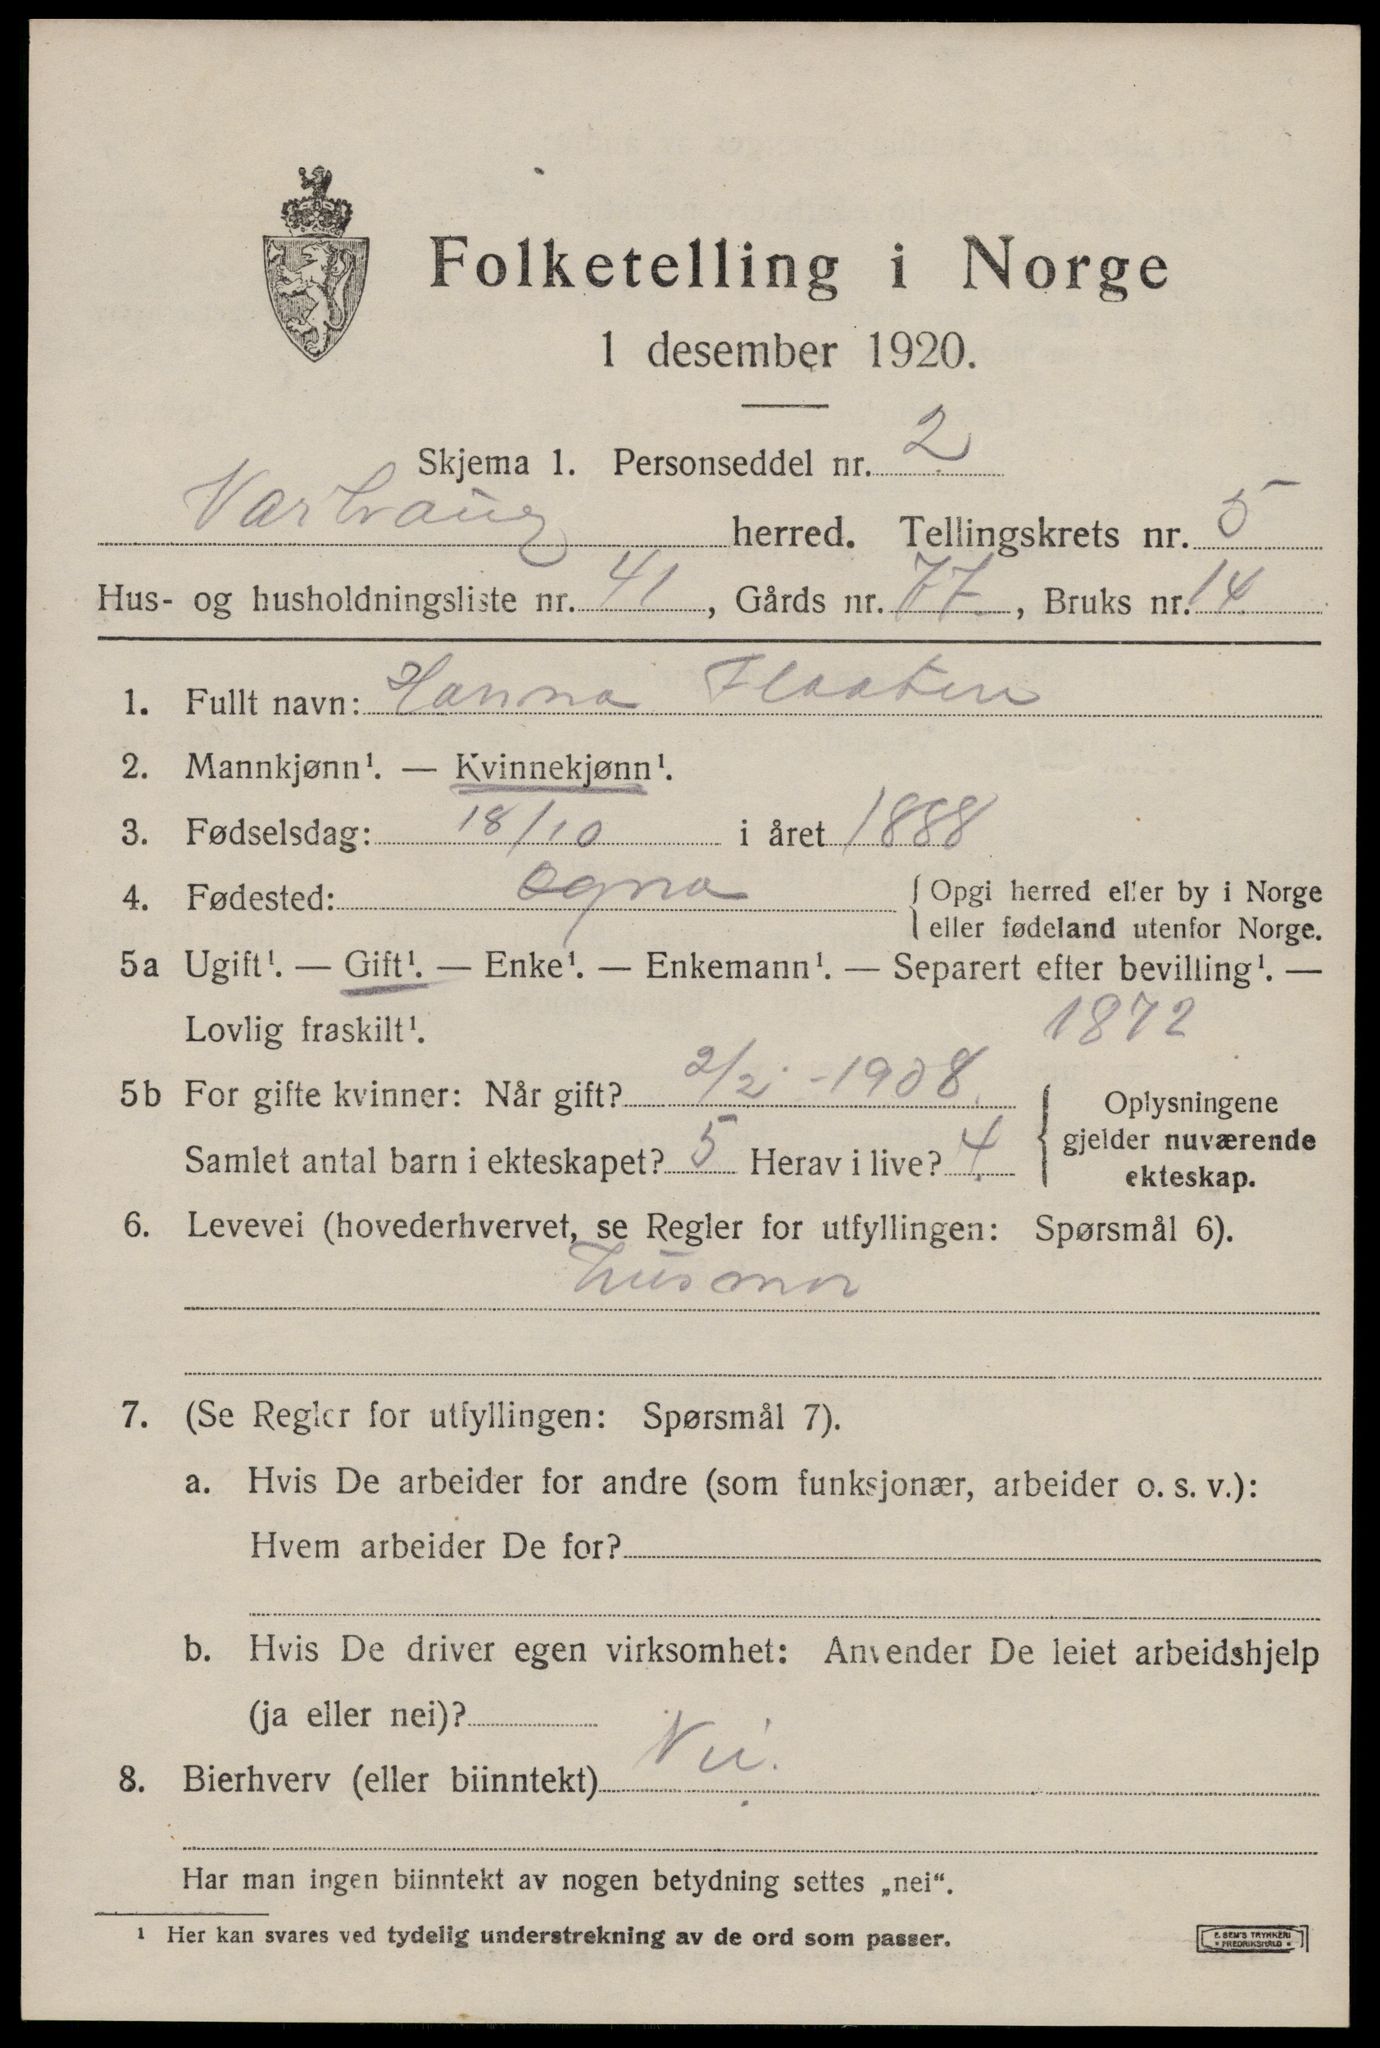 Folketelling i Norge
1 desember 1920.
Skjema 1. Personseddel nr. 2
Varhaug herred. Tellingskrets nr. 5
Hus- og husholdningsliste nr. 41, Gårds nr. 77, Bruks nr. 14
1. Fullt navn: Hanna Flaaten
2. Mannkjønn¹. — Kvinnekjønn¹.
3. Fødselsdag: 18/10 i året 1888
4. Fødested: Ogna { Opgi herred eller by i Norge
eller fødeland utenfor Norge.
5a Ugift¹. — Gift¹. — Enke¹. — Enkemann¹. — Separert efter bevilling¹. —
Lovlig fraskilt¹. 1872
5b For gifte kvinner: Når gift? 2/2 - 1908. { Oplysningene
Samlet antal barn i ekteskapet? 5 Herav i live? 4 gjelder nuværende
ekteskap.
6. Levevei (hovederhvervet, se Regler for utfyllingen: Spørsmål 6).
Husmor
7. (Se Regler for utfyllingen: Spørsmål 7).
a. Hvis De arbeider for andre (som funksjonær, arbeider o. s. v.):
Hvem arbeider De for?
b. Hvis De driver egen virksomhet: Anvender De leiet arbeidshjelp
(ja eller nei)?
8. Bierhverv (eller biinntekt) Nei.
Har man ingen biinntekt av nogen betydning settes „nei“.
¹ Her kan svares ved tydelig understrekning av de ord som passer.
E. SEM'S TRYKKERI
• FREDRIKSHALD •